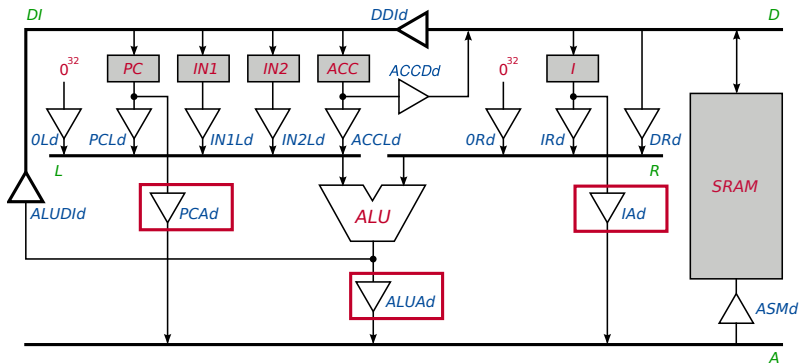 DI DDId D
0³² PC IN1 IN2 ACC ACCDd 0³² I
0Ld PCLd IN1Ld IN2Ld ACCLd 0Rd IRd DRd
L R
SRAM
ALUDId PCAd ALU IAd
ALUAd ASMd
A